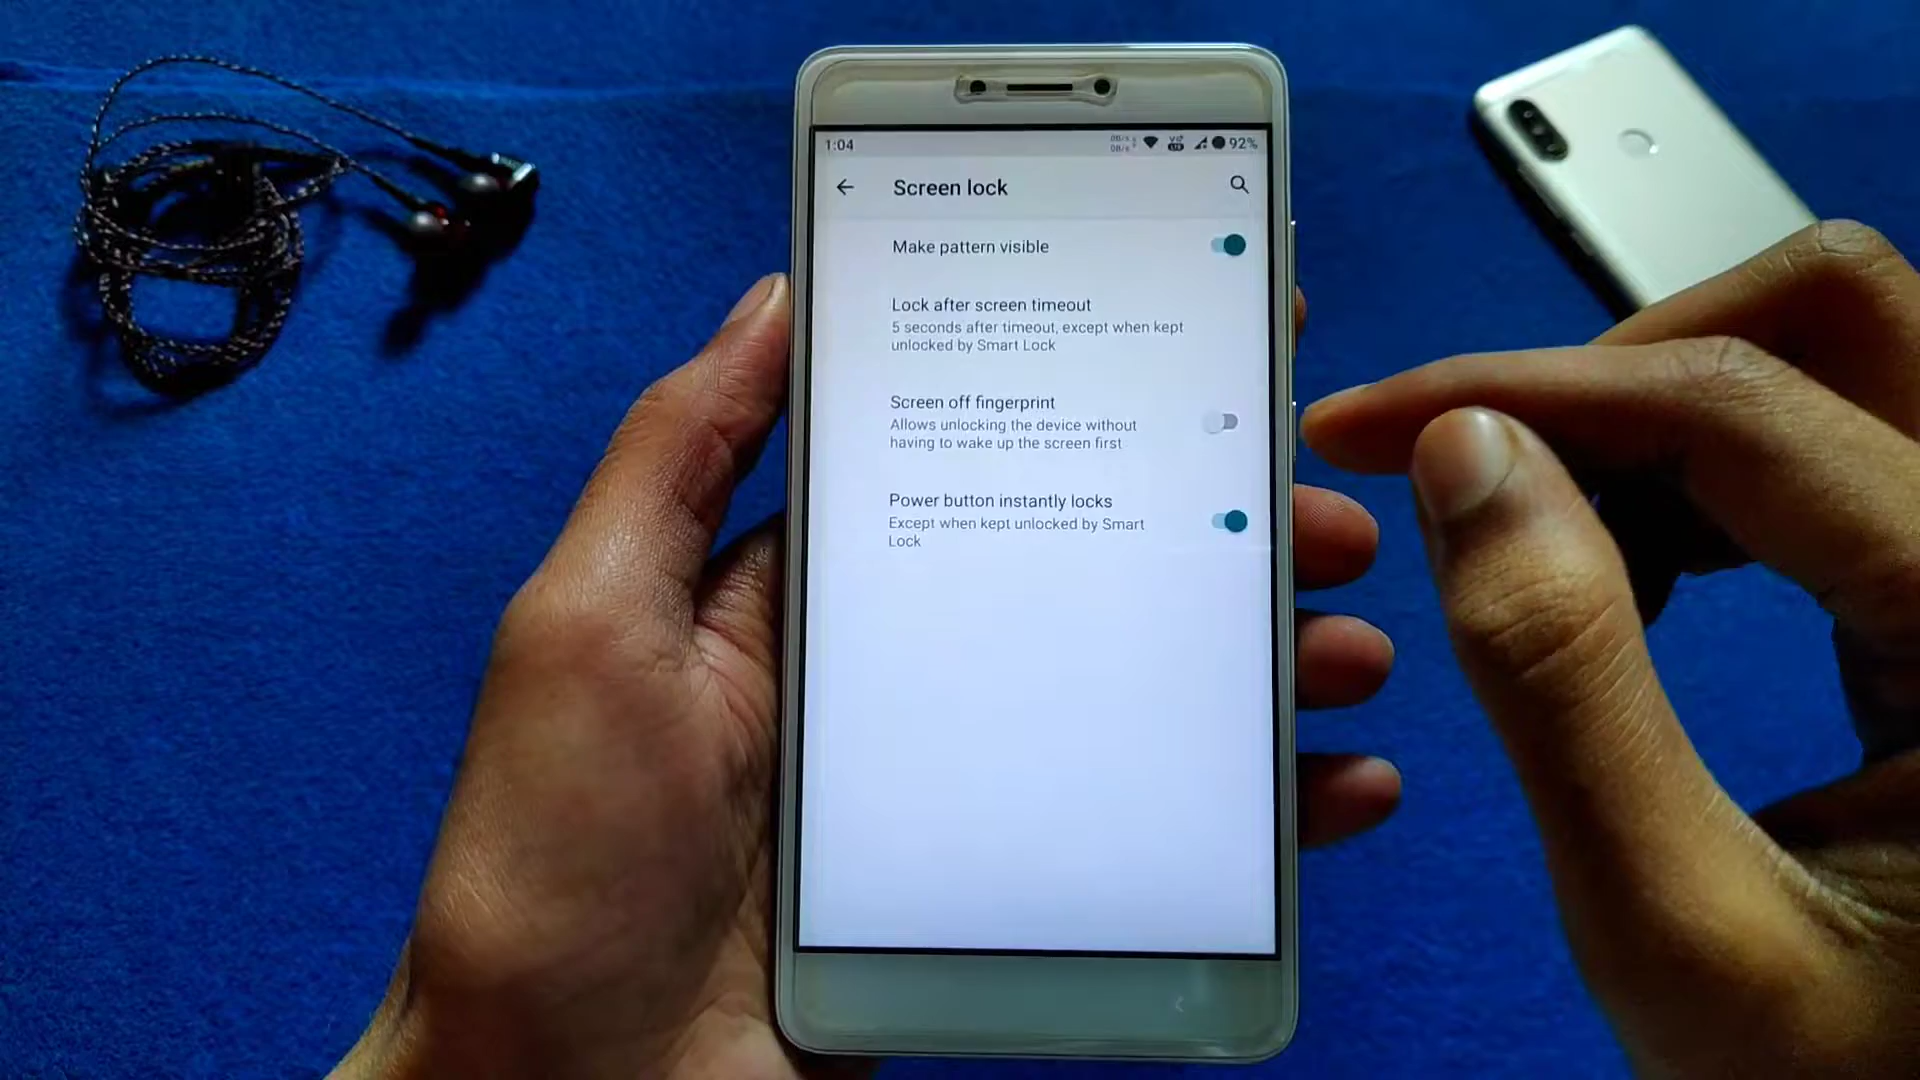 1:04
92%
Screen lock
Make pattern visible
Lock after screen timeout
5 seconds after timeout, except when kept
unlocked by Smart Lock
Screen off fingerprint
Allows unlocking the device without
having to wake up the screen first
Power button instantly locks
Except when kept unlocked by Smart
Lock